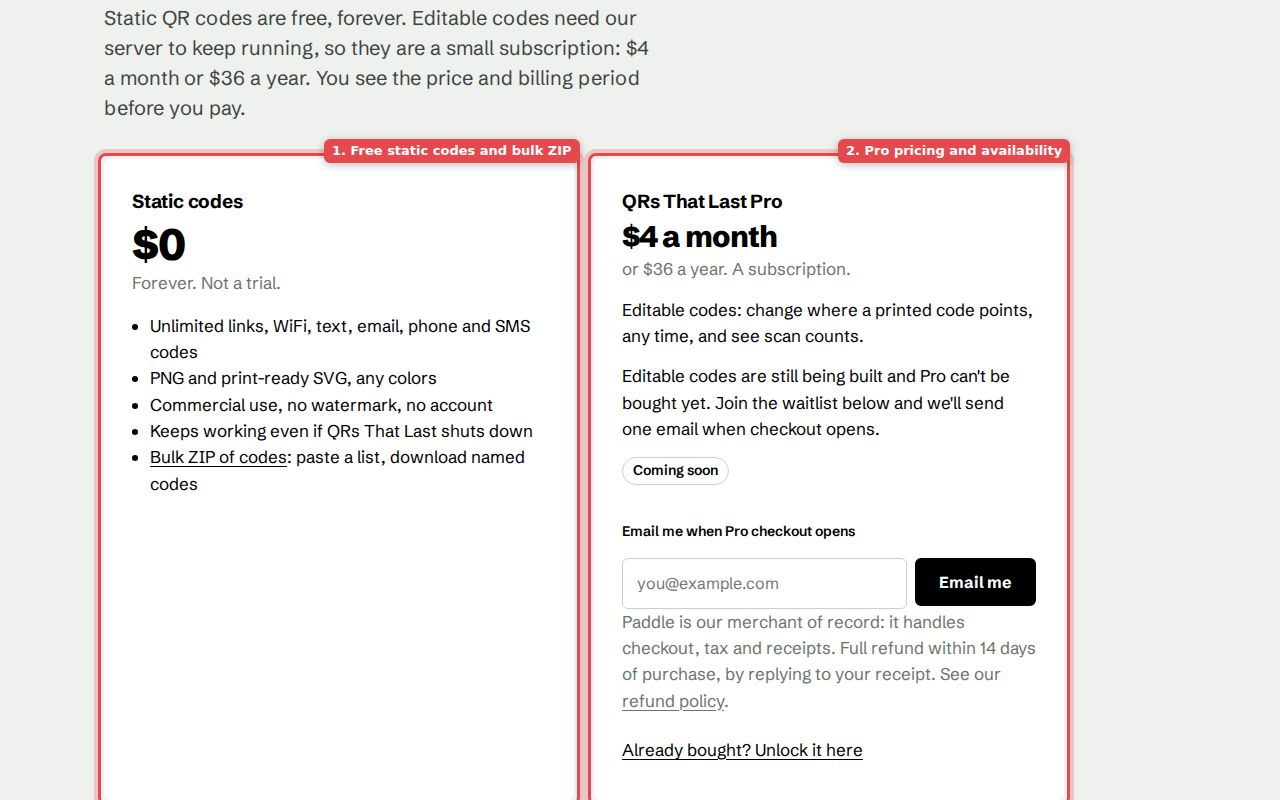 Static QR codes are free, forever. Editable codes need our
server to keep running, so they are a small subscription: $4
a month or $36 a year. You see the price and billing period
before you pay.
1. Free static codes and bulk ZIP
Static codes
$0
Forever. Not a trial.
Unlimited links, WiFi, text, email, phone and SMS
codes
PNG and print-ready SVG, any colors
Commercial use, no watermark, no account
Keeps working even if QRs That Last shuts down
Bulk ZIP of codes: paste a list, download named
codes
2. Pro pricing and availability
QRs That Last Pro
$4 a month
or $36 a year. A subscription.
Editable codes: change where a printed code points,
any time, and see scan counts.
Editable codes are still being built and Pro can't be
bought yet. Join the waitlist below and we'll send
one email when checkout opens.
Coming soon
Email me when Pro checkout opens
you@example.com
Email me
Paddle is our merchant of record: it handles
checkout, tax and receipts. Full refund within 14 days
of purchase, by replying to your receipt. See our
refund policy.
Already bought? Unlock it here